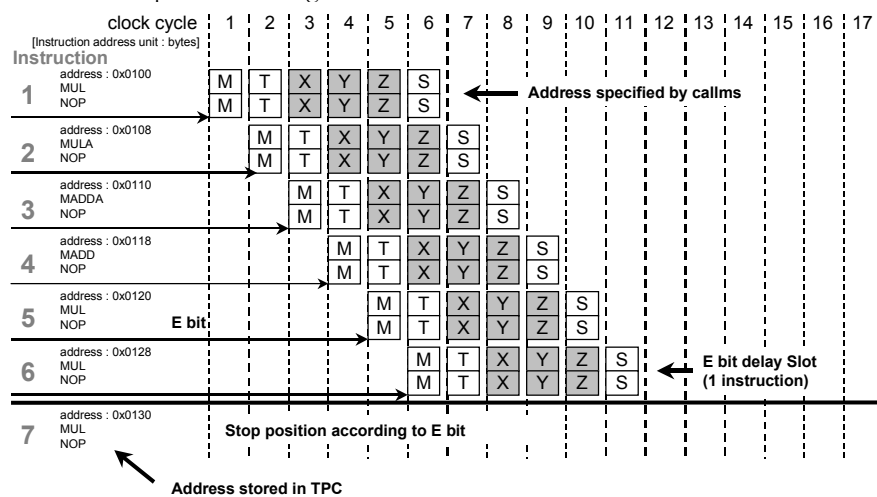 clock cycle 1 2 3 4 5 6 7 8 9 10 11 12 13 14 15 16 17
[Instruction address unit : bytes]
Instruction
1
address : 0x0100
MUL
NOP
M T X Y Z S
M T X Y Z S
Address specified by callms
2
address : 0x0108
MULA
NOP
M T X Y Z S
M T X Y Z S
3
address : 0x0110
MADDA
NOP
M T X Y Z S
M T X Y Z S
4
address : 0x0118
MADD
NOP
M T X Y Z S
M T X Y Z S
5
address : 0x0120
MUL
NOP
E bit
M T X Y Z S
M T X Y Z S
6
address : 0x0128
MUL
NOP
M T X Y Z S
M T X Y Z S
E bit delay Slot
(1 instruction)
7
address : 0x0130
MUL
NOP
Stop position according to E bit
Address stored in TPC